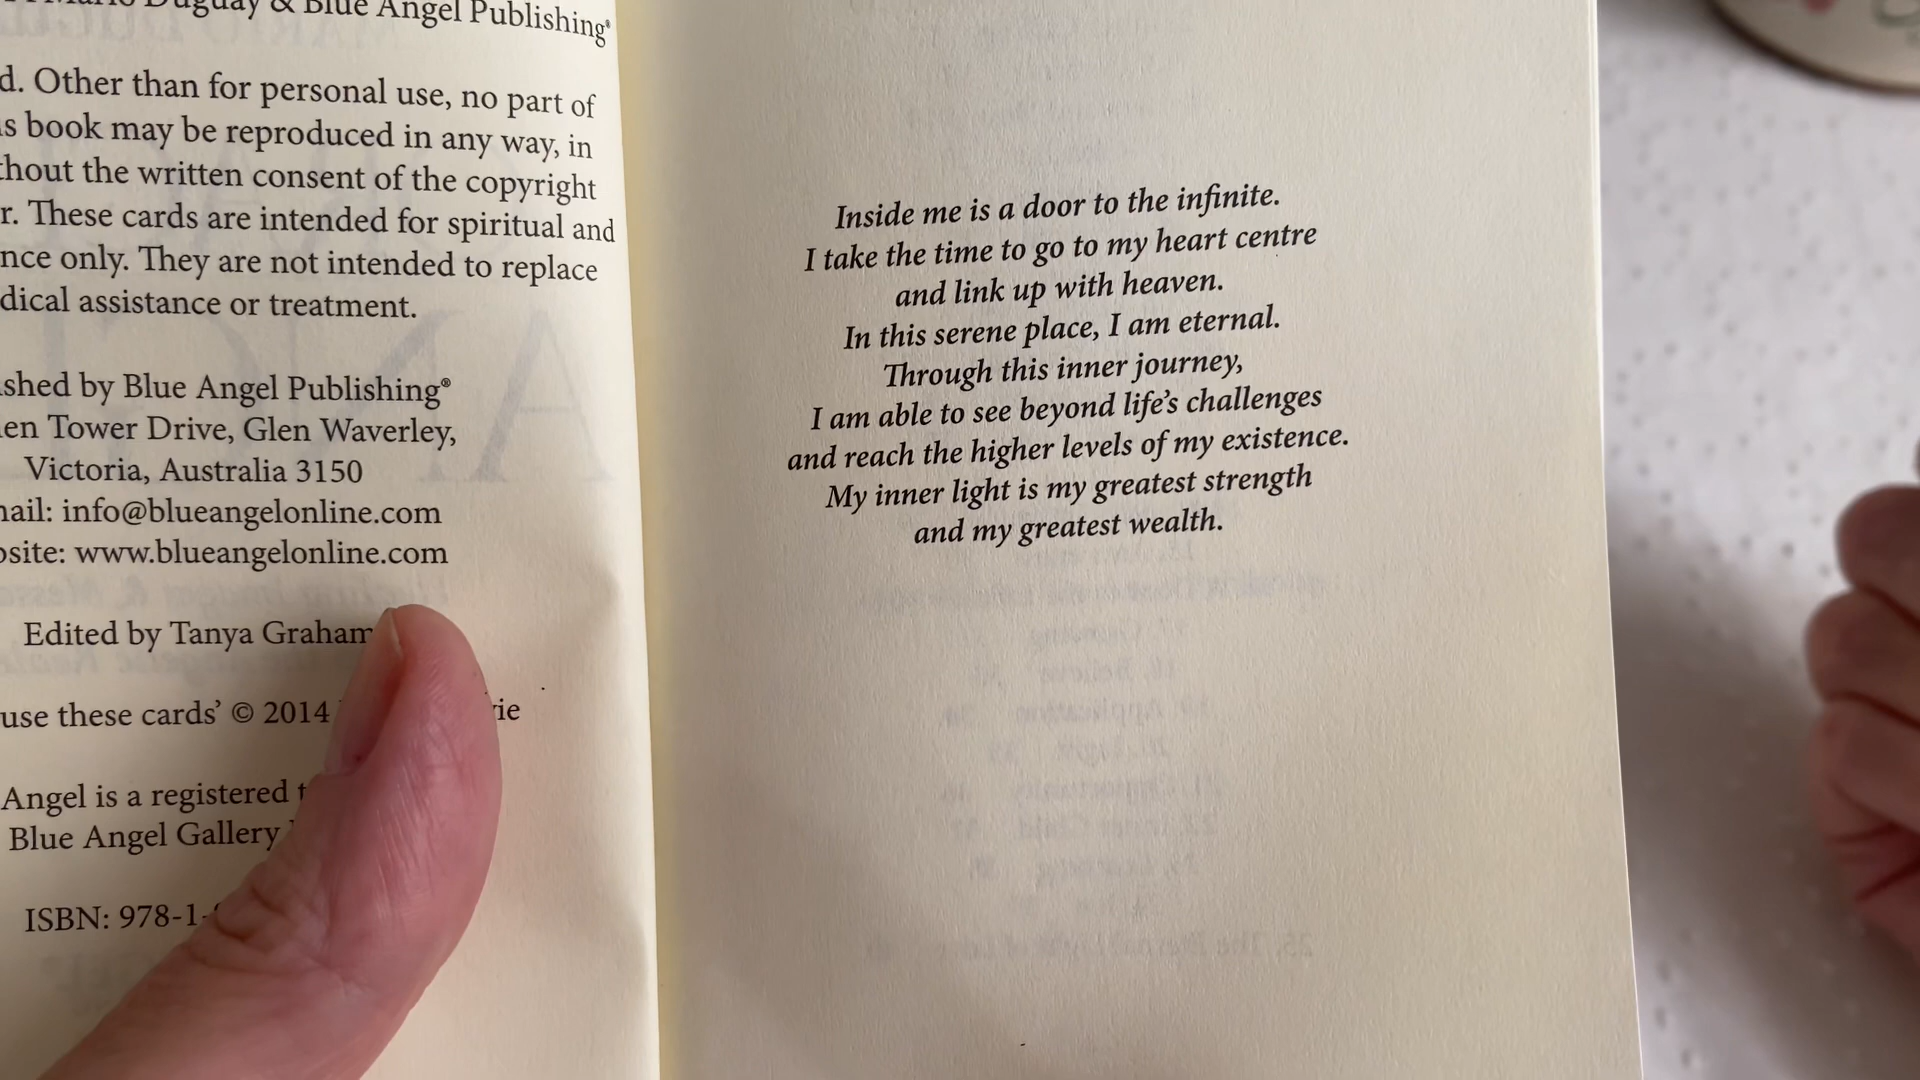 Duguay & Blue Angel Publishing®
d. Other than for personal use, no part of
s book may be reproduced in any way, in
thout the written consent of the copyright
r. These cards are intended for spiritual and
nce only. They are not intended to replace
dical assistance or treatment.
shed by Blue Angel Publishing®
en Tower Drive, Glen Waverley,
Victoria, Australia 3150
ail: info@blueangelonline.com
site: www.blueangelonline.com
Edited by Tanya Graham
use these cards’ © 2014
Angel is a registered
Blue Angel Gallery
ISBN: 978-1-
Inside me is a door to the infinite.
I take the time to go to my heart centre
and link up with heaven.
In this serene place, I am eternal.
Through this inner journey,
I am able to see beyond life’s challenges
and reach the higher levels of my existence.
My inner light is my greatest strength
and my greatest wealth.